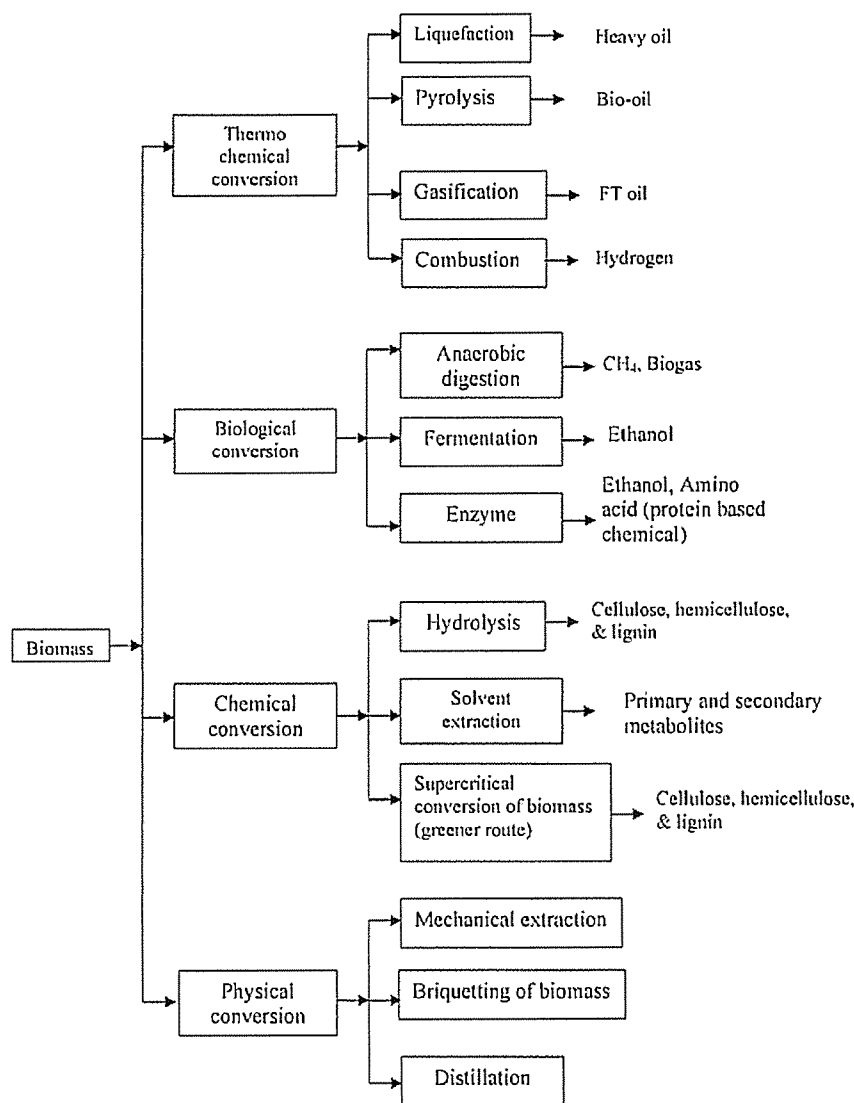 Liquefaction
Heavy oil
Pyrolysis
Bio-oil
Thermo
chemical
conversion
Gasification
FT oil
Combustion
Hydrogen
Anaerobic
digestion
CH₄, Biogas
Biological
conversion
Fermentation
Ethanol
Enzyme
Ethanol, Amino
acid (protein based
chemical)
Biomass
Hydrolysis
Cellulose, hemicellulose,
& lignin
Chemical
conversion
Solvent
extraction
Primary and secondary
metabolites
Supercritical
conversion of biomass
(greener route)
Cellulose, hemicellulose,
& lignin
Mechanical extraction
Physical
conversion
Briquetting of biomass
Distillation